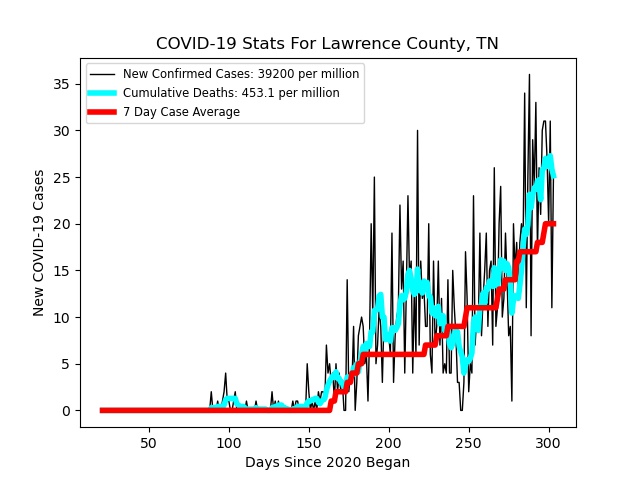 COVID-19 Stats For Lawrence County, TN
New Confirmed Cases: 39200 per million
Cumulative Deaths: 453.1 per million
7 Day Case Average
New COVID-19 Cases
35
30
25
20
15
10
5
0
50 100 150 200 250 300
Days Since 2020 Began